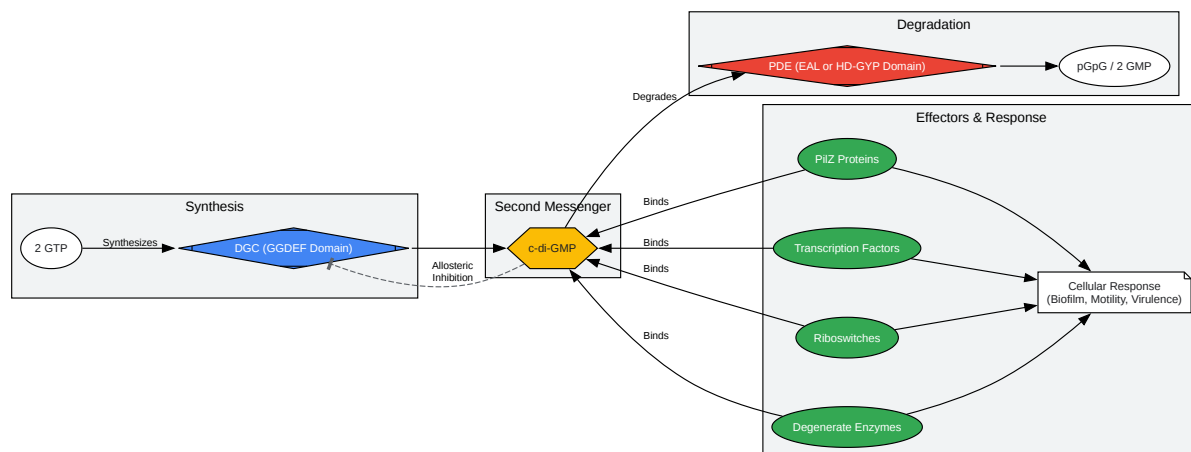 Degradation
PDE (EAL or HD-GYP Domain)
pGpG / 2 GMP
Degrades
Effectors & Response
PilZ Proteins
Binds
Synthesis
Second Messenger
2 GTP
Synthesizes
DGC (GGDEF Domain)
c-di-GMP
Binds
Transcription Factors
Allosteric
Inhibition
Binds
Cellular Response
(Biofilm, Motility, Virulence)
Riboswitches
Binds
Degenerate Enzymes